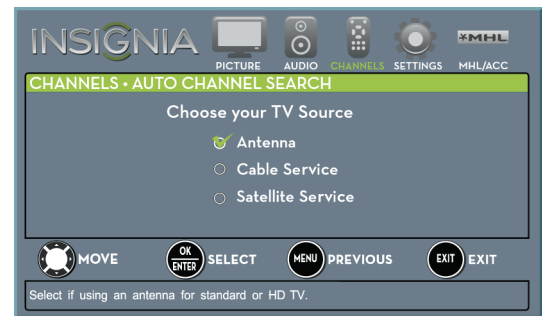 INSIGNIA
PICTURE AUDIO CHANNELS SETTINGS MHL/ACC
MHL
CHANNELS • AUTO CHANNEL SEARCH
Choose your TV Source
Antenna
Cable Service
Satellite Service
MOVE OK/ENTER SELECT MENU PREVIOUS EXIT EXIT
Select if using an antenna for standard or HD TV.